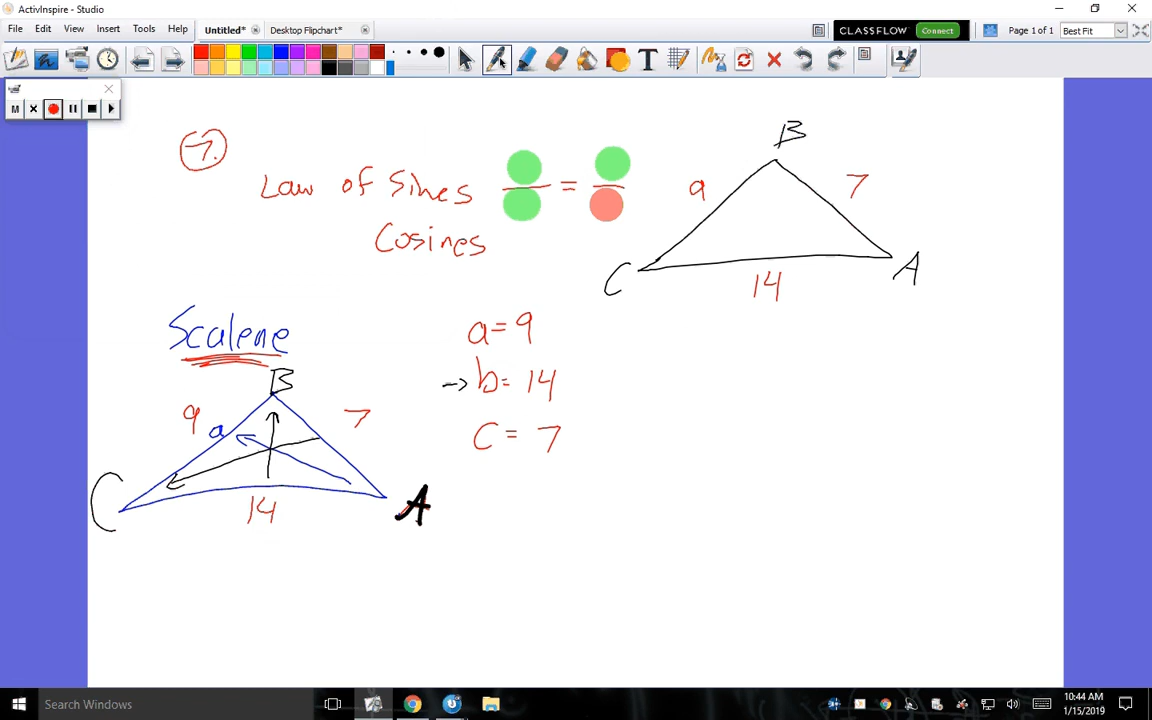 ActivInspire - Studio
File Edit View Insert Tools Help Untitled* Desktop Flipchart* CLASSFLOW Connect Page 1 of 1 Best Fit
M
7.
Law of Sines =
Cosines
B
9 7
C 14 A
Scalene
B
9 a 7
C 14 A
a = 9
-> b = 14
C = 7
Search Windows
10:44 AM
1/15/2019